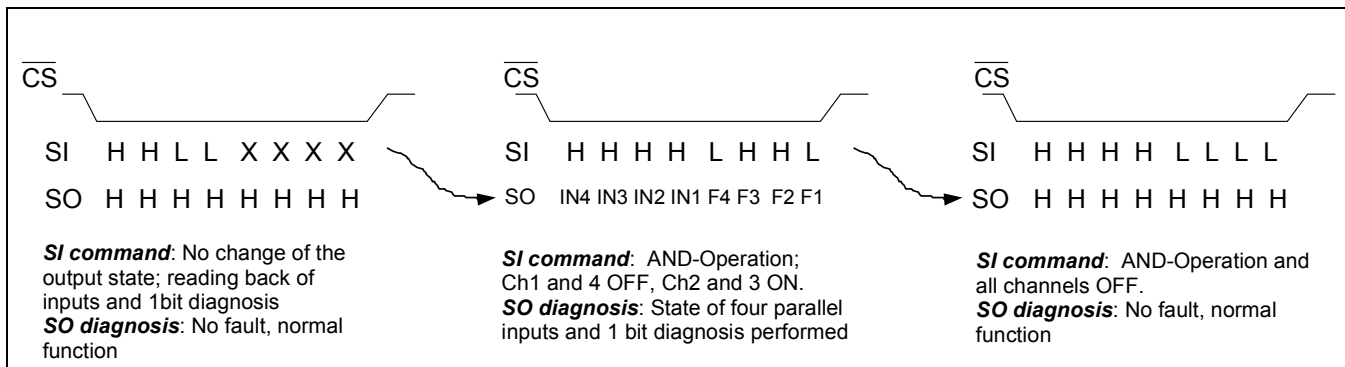 CS
SI H H L L X X X X
SO H H H H H H H H
SI command: No change of the
output state; reading back of
inputs and 1bit diagnosis
SO diagnosis: No fault, normal
function
CS
SI H H H H L H H L
SO IN4 IN3 IN2 IN1 F4 F3 F2 F1
SI command: AND-Operation;
Ch1 and 4 OFF, Ch2 and 3 ON.
SO diagnosis: State of four parallel
inputs and 1 bit diagnosis performed
CS
SI H H H H L L L L
SO H H H H H H H H
SI command: AND-Operation and
all channels OFF.
SO diagnosis: No fault, normal
function